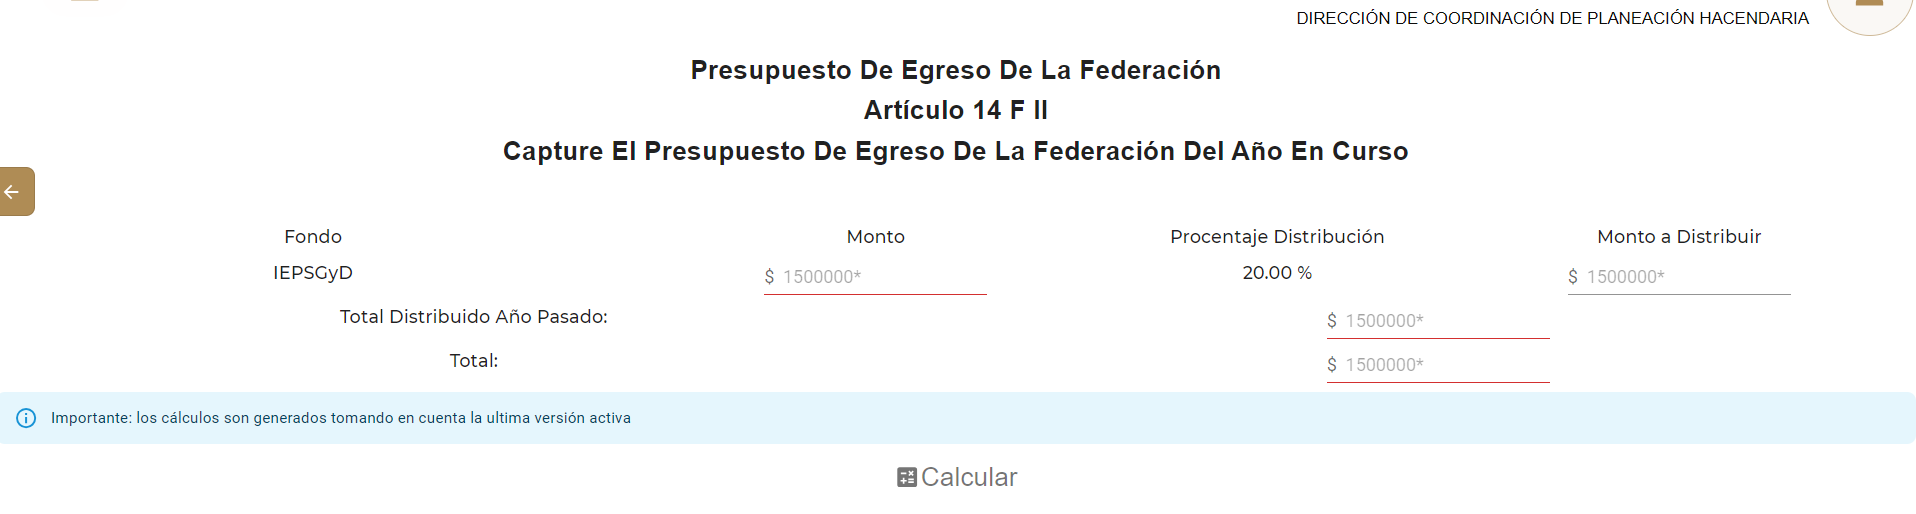 DIRECCIÓN DE COORDINACIÓN DE PLANEACIÓN HACENDARIA
Presupuesto De Egreso De La Federación
Artículo 14 F II
Capture El Presupuesto De Egreso De La Federación Del Año En Curso
Fondo Monto Procentaje Distribución Monto a Distribuir
IEPSGyD $ 1500000* 20.00 % $ 1500000*
Total Distribuido Año Pasado: $ 1500000*
Total: $ 1500000*
Importante: los cálculos son generados tomando en cuenta la ultima versión activa
Calcular